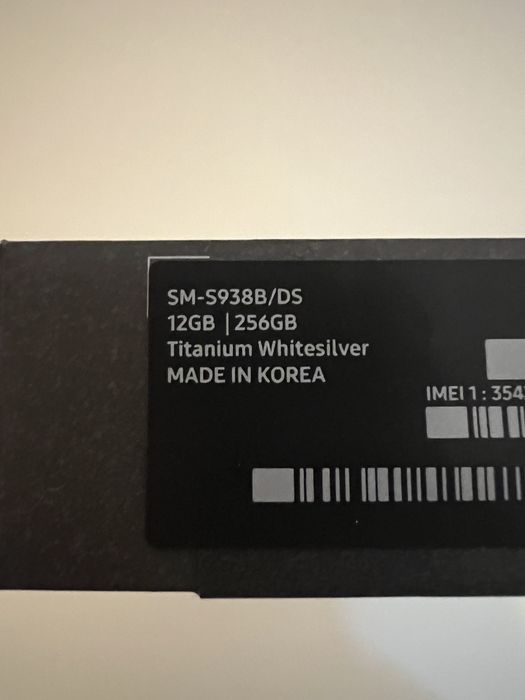 SM-S938B/DS
12GB | 256GB
Titanium Whitesilver
MADE IN KOREA
IMEI 1 : 354